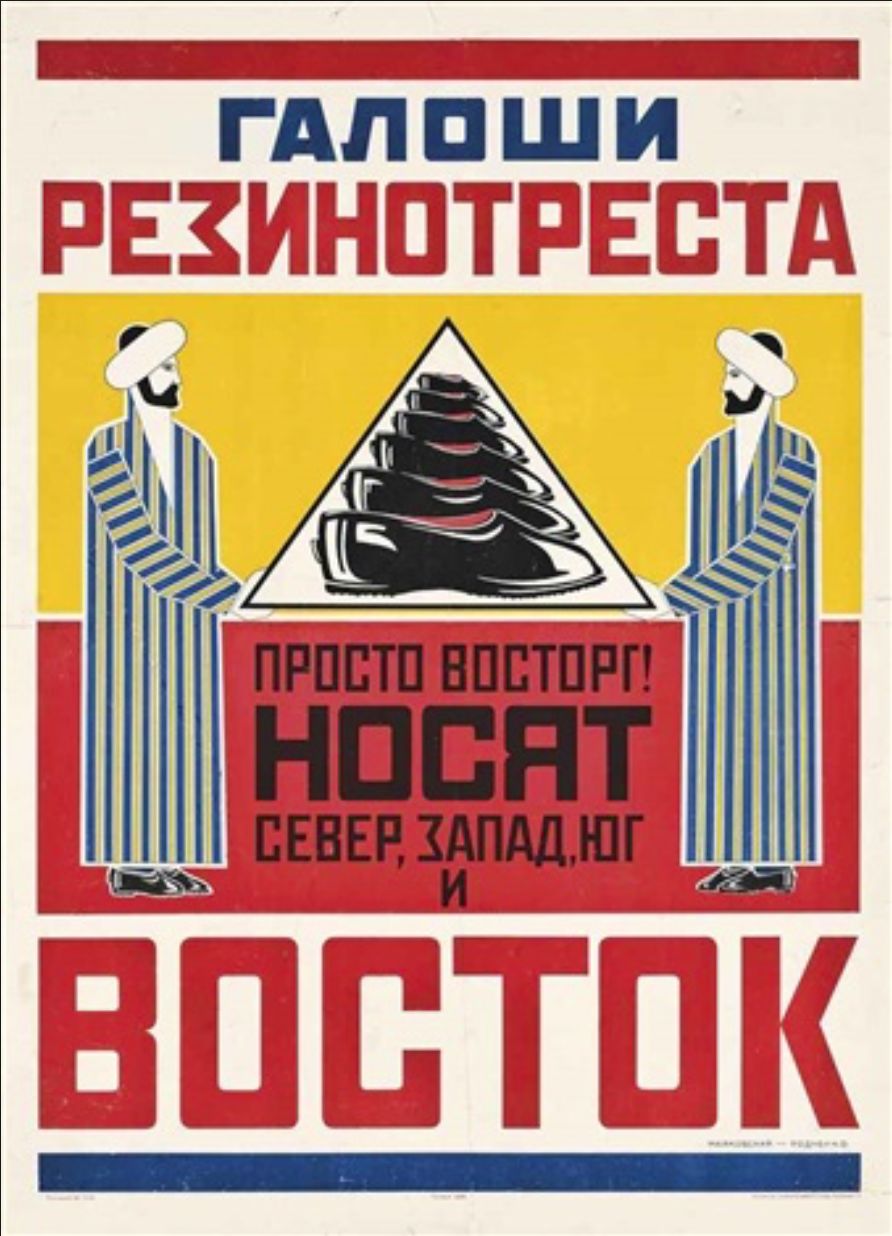 ГАЛОШИ
РЕЗИНОТРЕСТА
ПРОСТО ВОСТОРГ!
НОСЯТ
СЕВЕР, ЗАПАД, ЮГ
И
ВОСТОК
МАЯКОВСКИЙ — РОДЧЕНКО